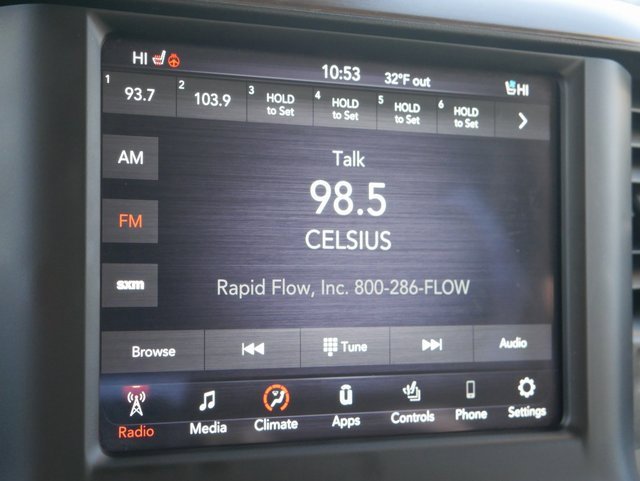 HI 10:53 32°F out HI
1 93.7 2 103.9 3 HOLD to Set 4 HOLD to Set 5 HOLD to Set 6 HOLD to Set
AM
Talk
98.5
FM
CELSIUS
sxm
Rapid Flow, Inc. 800-286-FLOW
Browse Tune Audio
Radio Media Climate Apps Controls Phone Settings